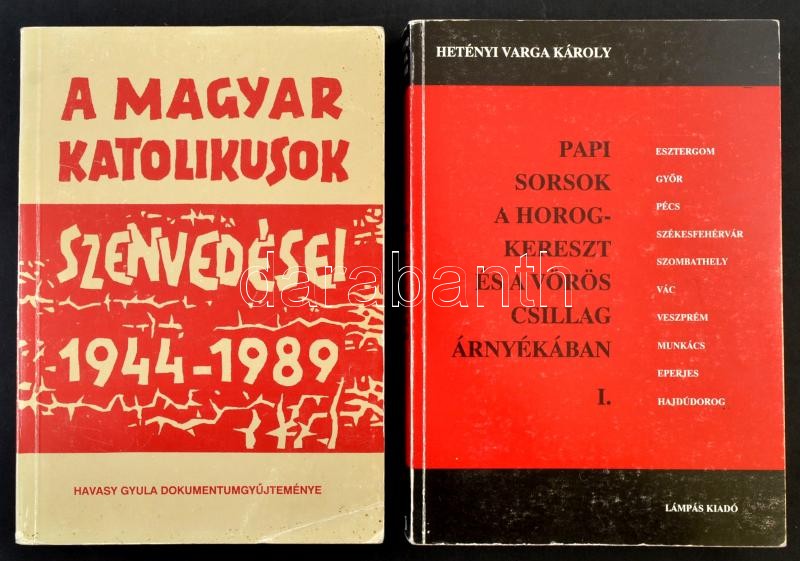 A MAGYAR
KATOLIKUSOK
SZENVEDÉSEI
1944-1989
HAVASY GYULA DOKUMENTUMGYŰJTEMÉNYE
HETÉNYI VARGA KÁROLY
PAPI
SORSOK
A HOROG-
KERESZT
ÉS A VÖRÖS
CSILLAG
ÁRNYÉKÁBAN
I.
ESZTERGOM
GYŐR
PÉCS
SZÉKESFEHÉRVÁR
SZOMBATHELY
VÁC
VESZPRÉM
MUNKÁCS
EPERJES
HAJDÚDOROG
LÁMPÁS KIADÓ
darabanth